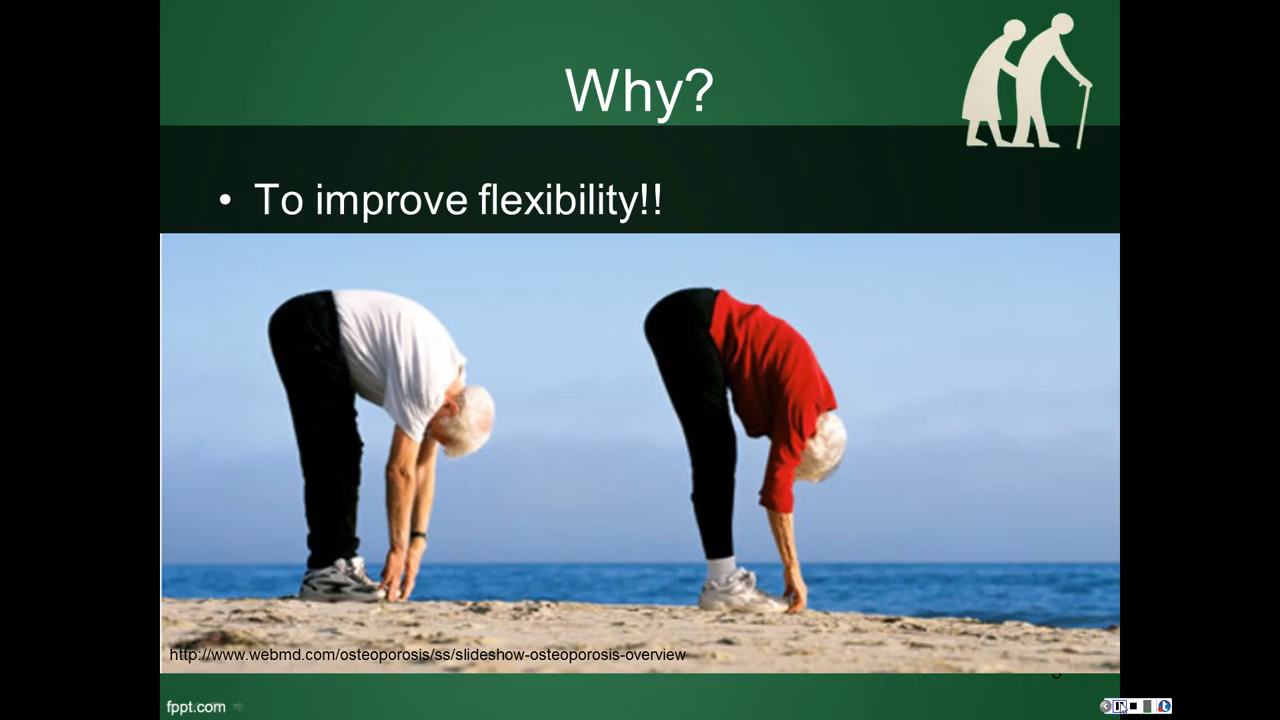 Why?
• To improve flexibility!!
http://www.webmd.com/osteoporosis/ss/slideshow-osteoporosis-overview
fppt.com